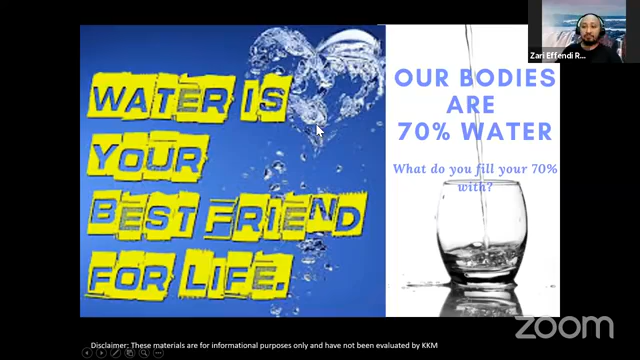 WATER IS
YOUR
BEST FRIEND
FOR LIFE.
OUR BODIES
ARE
70% WATER
What do you fill your 70%
with?
Zari Effendi R...
Disclaimer: These materials are for informational purposes only and have not been evaluated by KKM
zoom